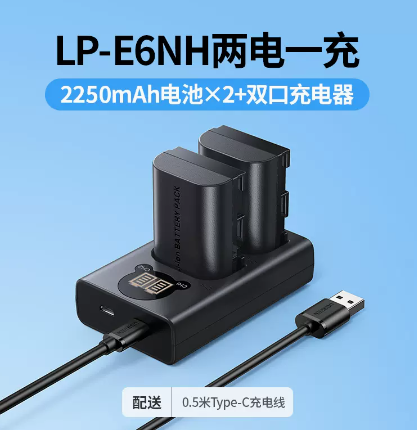 LP-E6NH两电一充
2250mAh电池×2+双口充电器
Li-ion BATTERY PACK
配送
0.5米Type-C充电线